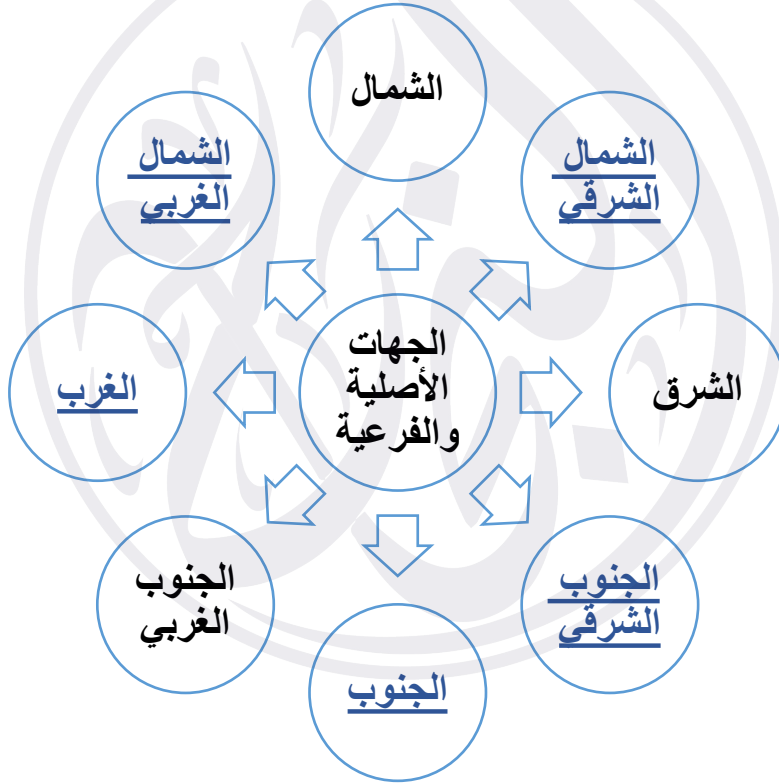 الشمال
الشمال
الشرقي
الشرق
الجنوب
الشرقي
الجنوب
الجنوب
الغربي
الغرب
الشمال
الغربي
الجهات
الأصلية
والفرعية